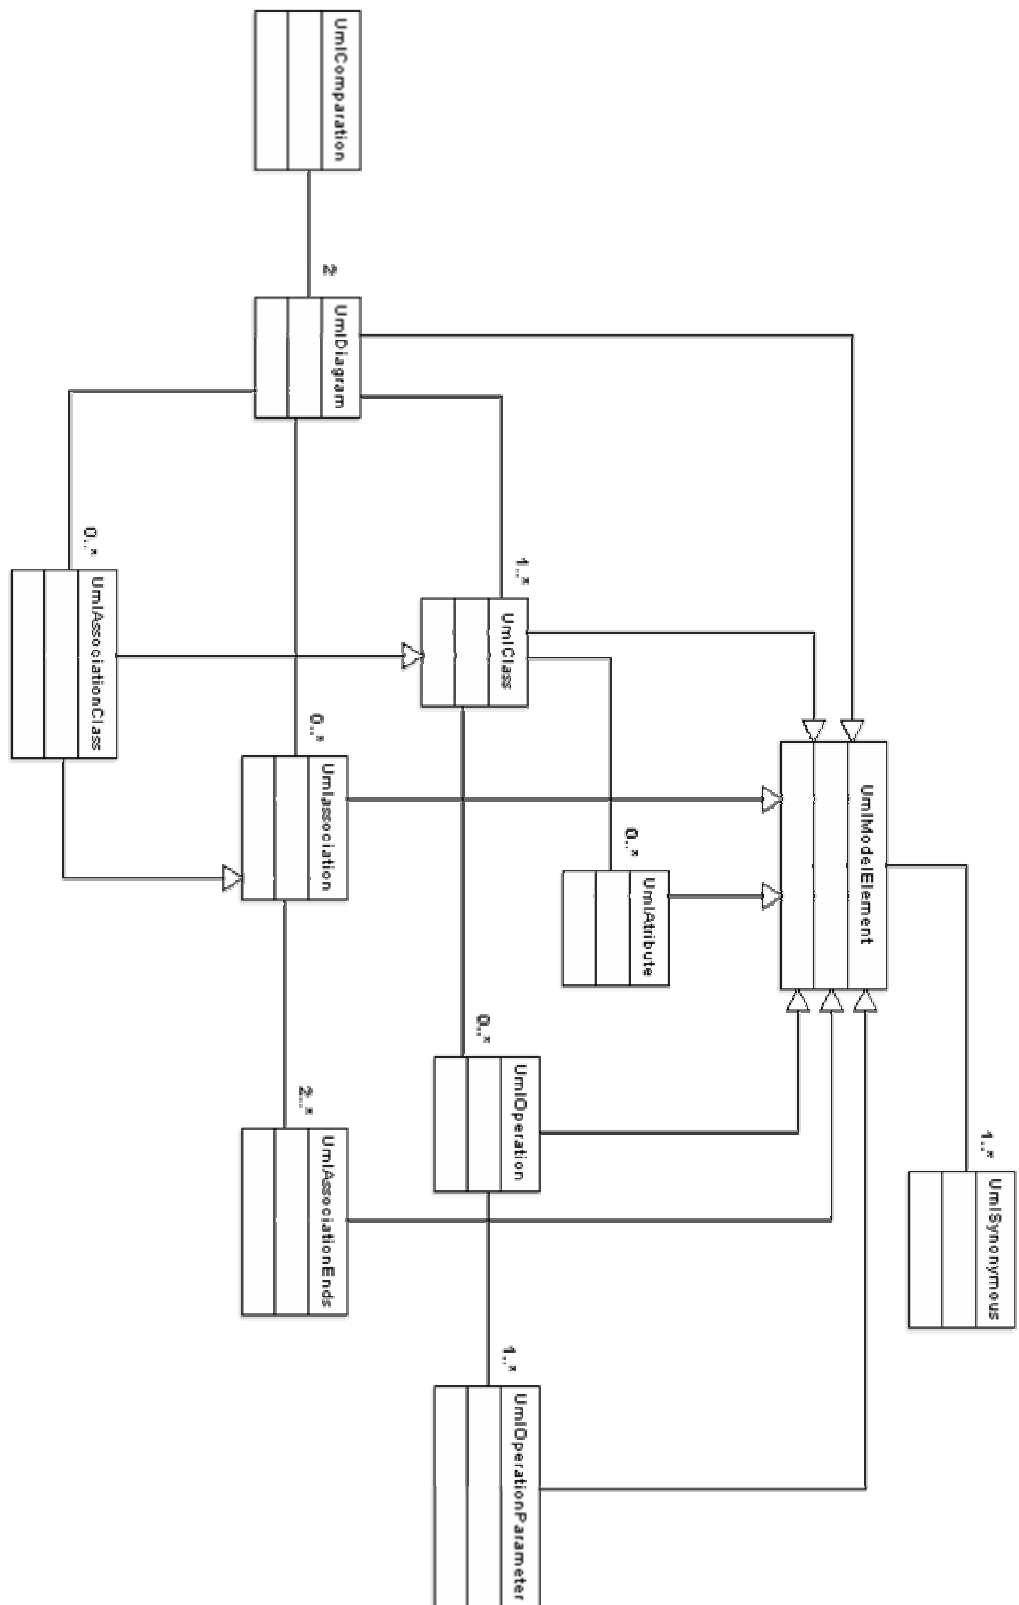 1..*
UmlSynonymous
UmlModelElement
0..*
UmlAtribute
1..*
UmlClass
0..*
UmlOperation
1..*
UmlOperationParameter
UmlComparation
2
UmlDiagram
0..*
Umlassociation
2..*
UmlAssociationEnds
0..*
UmlAssociationClass